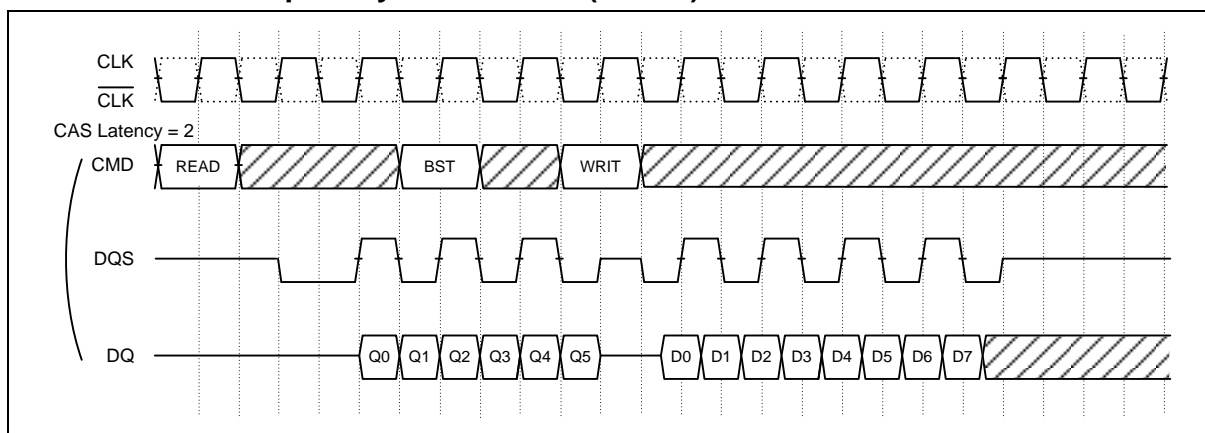 CLK
CLK
CAS Latency = 2
CMD READ BST WRIT
DQS
DQ Q0 Q1 Q2 Q3 Q4 Q5 D0 D1 D2 D3 D4 D5 D6 D7